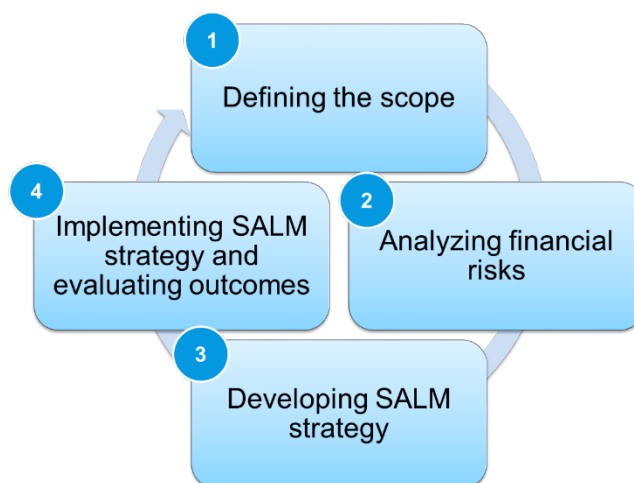 1
Defining the scope
2
Analyzing financial
risks
3
Developing SALM
strategy
4
Implementing SALM
strategy and
evaluating outcomes